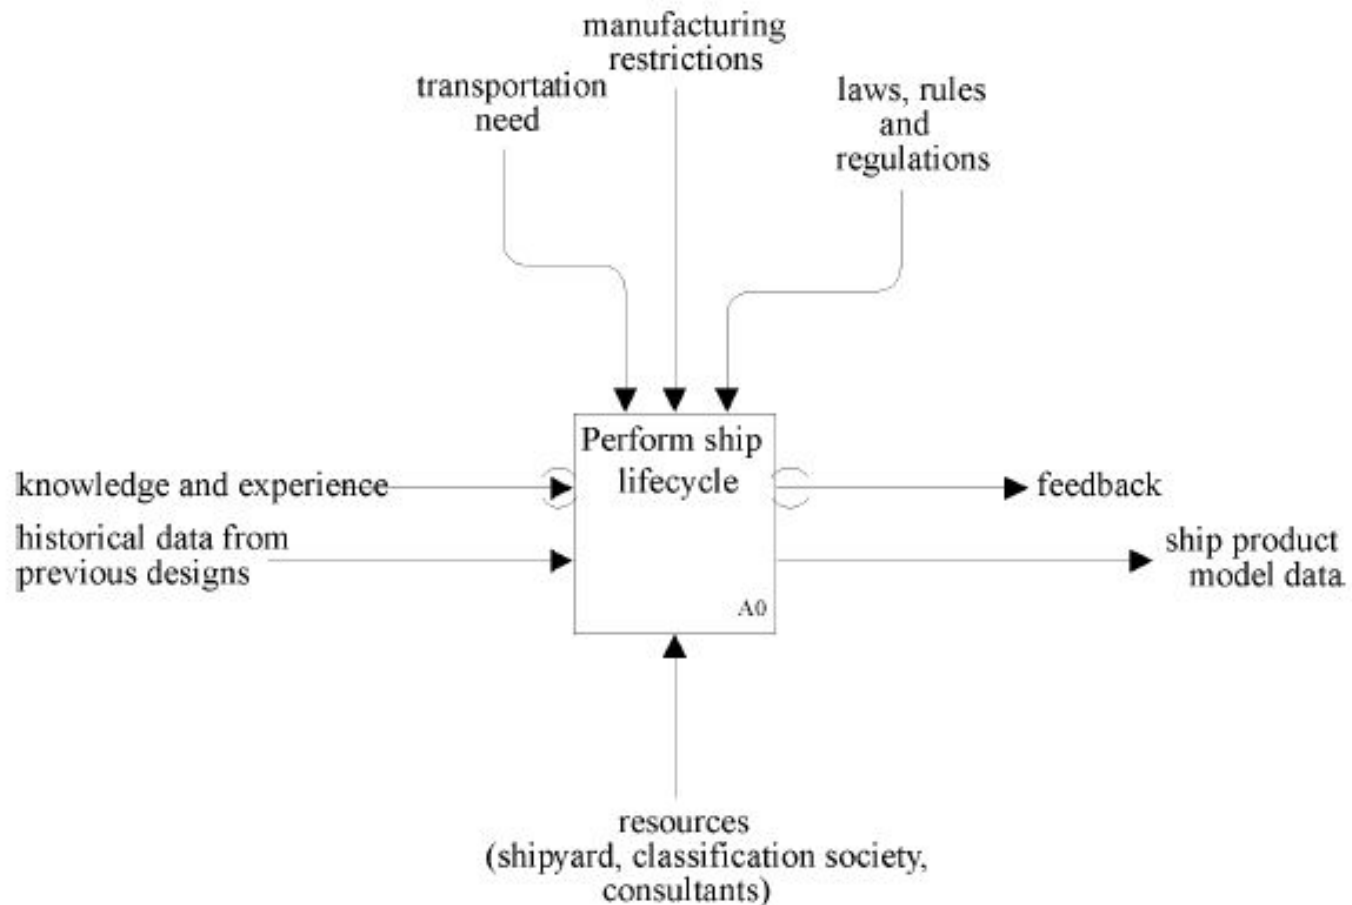 manufacturing
restrictions
transportation
need
laws, rules
and
regulations
Perform ship
lifecycle
knowledge and experience
feedback
historical data from
previous designs
ship product
model data
A0
resources
(shipyard, classification society,
consultants)